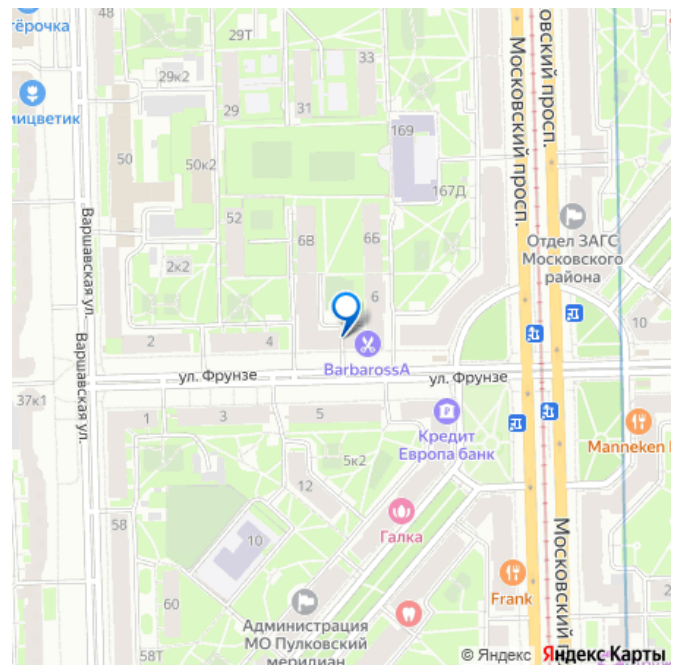 тёрочка
29Т
33
29к2
29
31
мицветик
169
50
50к2
167Д
Московский просп.
овский просп.
Варшавская ул.
52
6В
6Б
Отдел ЗАГС
Московского
района
2к2
6
2
4
10
BarbarossA
ул. Фрунзе
ул. Фрунзе
Варшавская ул.
37к1
1
3
5
Кредит
Европа банк
Manneken
5к2
12
Галка
58
10
Московский п
60
Frank
Администрация
МО Пулковский
меридиан
58Т
© Яндекс Яндекс Карты
48